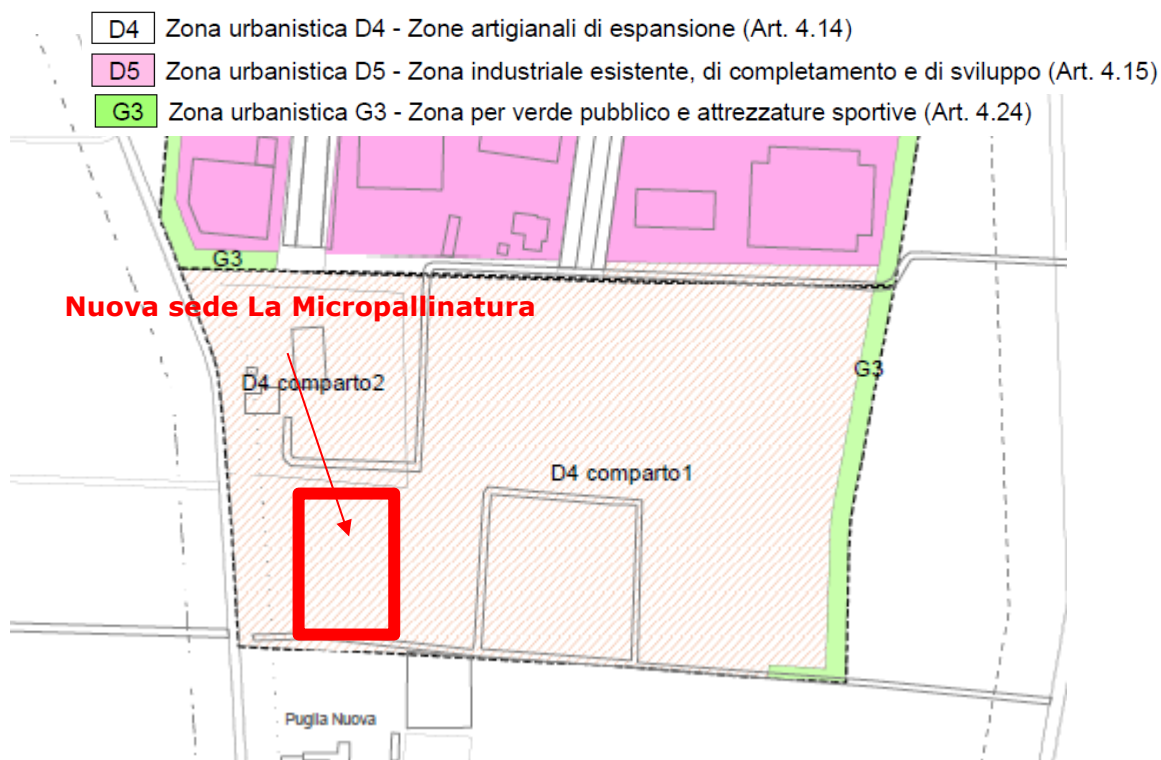 D4 Zona urbanistica D4 - Zone artigianali di espansione (Art. 4.14)
D5 Zona urbanistica D5 - Zona industriale esistente, di completamento e di sviluppo (Art. 4.15)
G3 Zona urbanistica G3 - Zona per verde pubblico e attrezzature sportive (Art. 4.24)
G3
Nuova sede La Micropallinatura
G3
D4 comparto2
D4 comparto1
Puglia Nuova